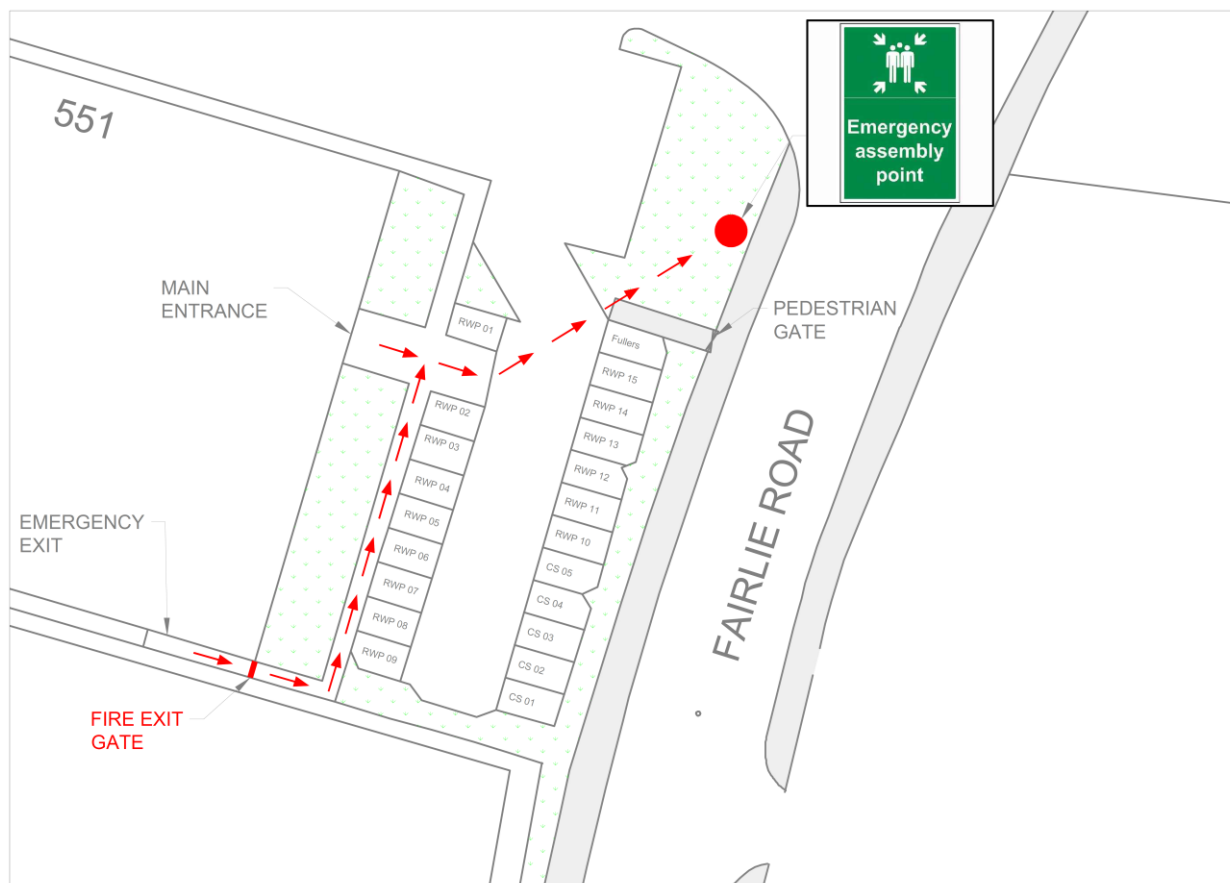 551
Emergency
assembly
point
MAIN
ENTRANCE
PEDESTRIAN
GATE
RWP 01
Fullers
RWP 15
RWP 14
RWP 13
RWP 12
RWP 11
RWP 10
CS 05
CS 04
CS 03
CS 02
CS 01
RWP 02
RWP 03
RWP 04
RWP 05
RWP 06
RWP 07
RWP 08
RWP 09
FAIRLIE ROAD
EMERGENCY
EXIT
FIRE EXIT
GATE